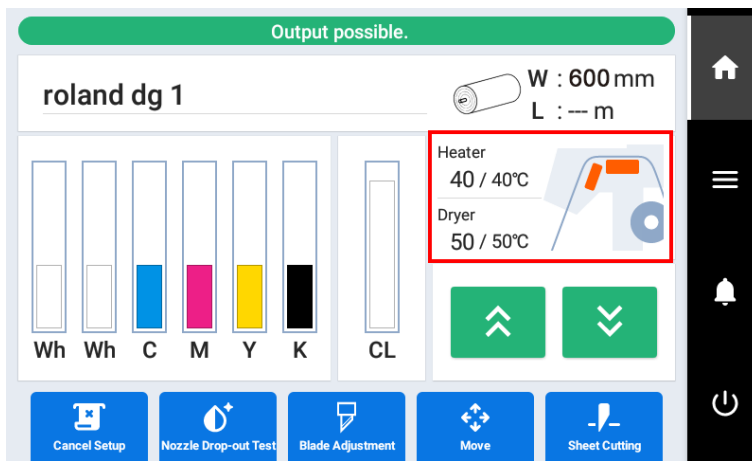 Output possible.
roland dg 1
W : 600 mm
L : --- m
Heater
40 / 40℃
Dryer
50 / 50℃
Wh Wh C M Y K CL
Cancel Setup
Nozzle Drop-out Test
Blade Adjustment
Move
Sheet Cutting